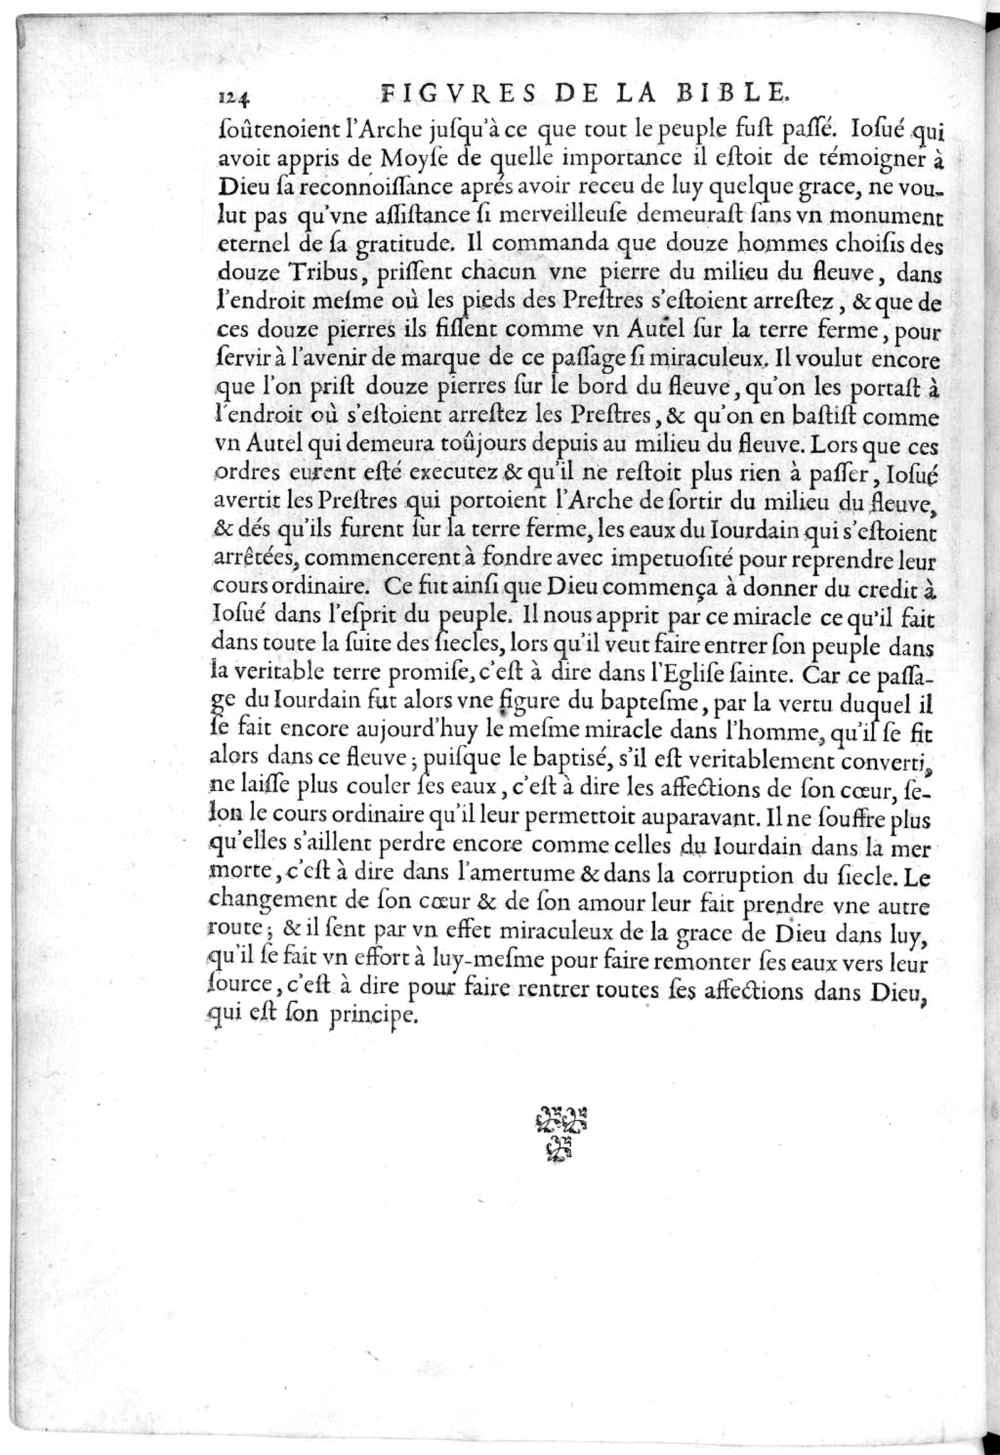 124 FIGVRES DE LA BIBLE.
ſoûtenoient l'Arche juſqu'à ce que tout le peuple fuſt paſſé. Ioſué qui
avoit appris de Moyſe de quelle importance il eſtoit de témoigner à
Dieu ſa reconnoiſſance aprés avoir receu de luy quelque grace, ne vou-
lut pas qu'vne aſſiſtance ſi merveilleuſe demeuraſt ſans vn monument
eternel de ſa gratitude. Il commanda que douze hommes choiſis des
douze Tribus, priſſent chacun vne pierre du milieu du fleuve, dans
l'endroit meſme où les pieds des Preſtres s'eſtoient arreſtez, & que de
ces douze pierres ils fiſſent comme vn Autel ſur la terre ferme, pour
ſervir à l'avenir de marque de ce paſſage ſi miraculeux. Il voulut encore
que l'on priſt douze pierres ſur le bord du fleuve, qu'on les portaſt à
l'endroit où s'eſtoient arreſtez les Preſtres, & qu'on en baſtiſt comme
vn Autel qui demeura toûjours depuis au milieu du fleuve. Lors que ces
ordres eurent eſté executez & qu'il ne reſtoit plus rien à paſſer, Ioſué
avertit les Preſtres qui portoient l'Arche de ſortir du milieu du fleuve,
& dés qu'ils furent ſur la terre ferme, les eaux du Iourdain qui s'eſtoient
arrêtées, commencerent à fondre avec impetuoſité pour reprendre leur
cours ordinaire. Ce fut ainſi que Dieu commença à donner du credit à
Ioſué dans l'eſprit du peuple. Il nous apprit par ce miracle ce qu'il fait
dans toute la ſuite des ſiecles, lors qu'il veut faire entrer ſon peuple dans
la veritable terre promiſe, c'eſt à dire dans l'Egliſe ſainte. Car ce paſſa-
ge du Iourdain fut alors vne figure du bapteſme, par la vertu duquel il
ſe fait encore aujourd'huy le meſme miracle dans l'homme, qu'il ſe fit
alors dans ce fleuve; puiſque le baptisé, s'il eſt veritablement converti,
ne laiſſe plus couler ſes eaux, c'eſt à dire les affections de ſon cœur, ſe-
lon le cours ordinaire qu'il leur permettoit auparavant. Il ne ſouffre plus
qu'elles s'aillent perdre encore comme celles du Iourdain dans la mer
morte, c'eſt à dire dans l'amertume & dans la corruption du ſiecle. Le
changement de ſon cœur & de ſon amour leur fait prendre vne autre
route; & il ſent par vn effet miraculeux de la grace de Dieu dans luy,
qu'il ſe fait vn effort à luy-meſme pour faire remonter ſes eaux vers leur
ſource, c'eſt à dire pour faire rentrer toutes ſes affections dans Dieu,
qui eſt ſon principe.